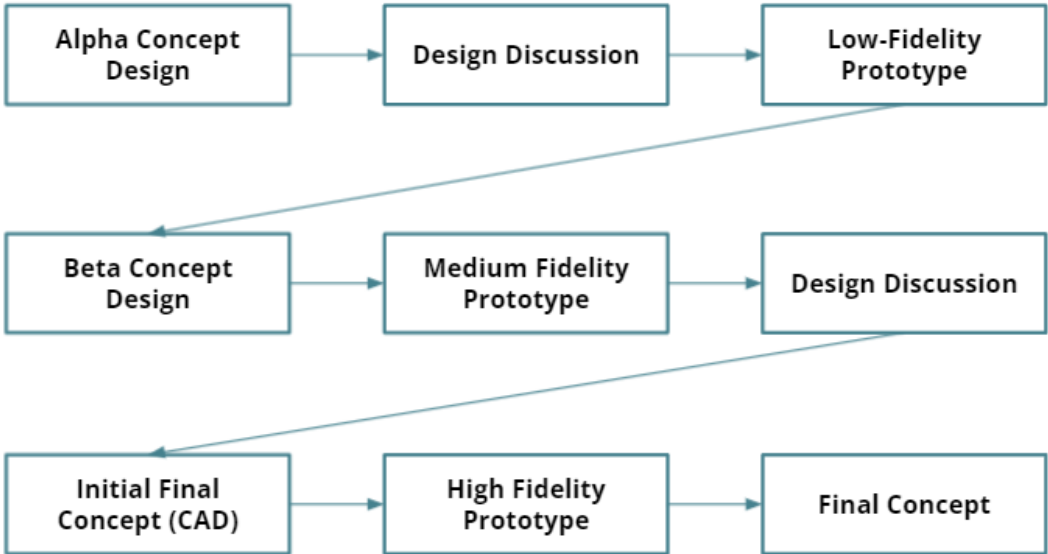 Alpha Concept
Design
Design Discussion
Low-Fidelity
Prototype
Beta Concept
Design
Medium Fidelity
Prototype
Design Discussion
Initial Final
Concept (CAD)
High Fidelity
Prototype
Final Concept